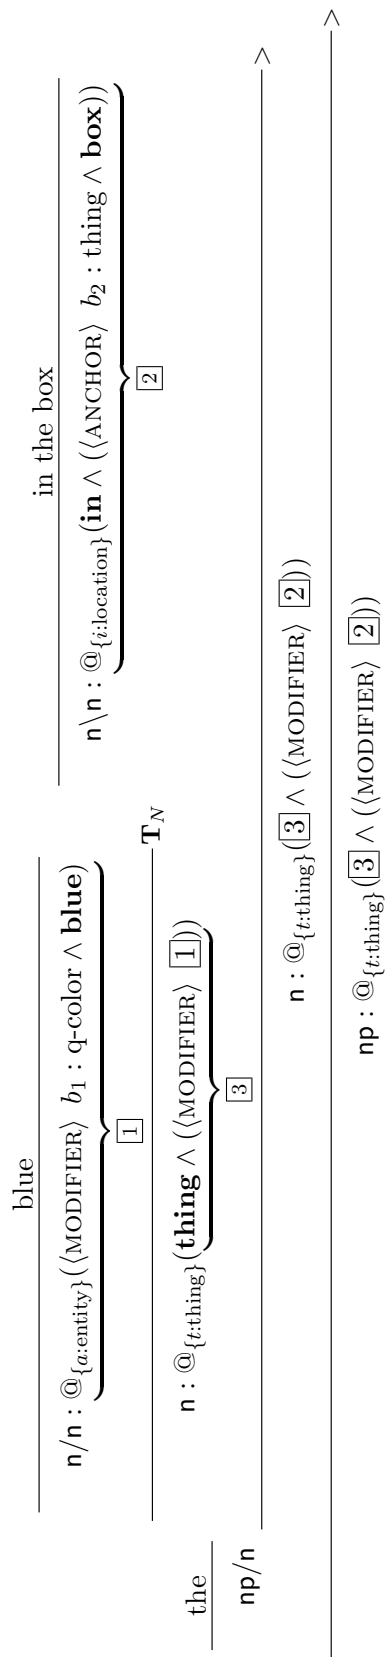 blue
in the box
n/n : @{a:entity}(⟨MODIFIER⟩ b₁ : q-color ∧ blue)
1
n\n : @{i:location}(in ∧ (⟨ANCHOR⟩ b₂ : thing ∧ box))
2
T_N
the
n : @{t:thing}(thing ∧ (⟨MODIFIER⟩ 1))
3
np/n
>
n : @{t:thing}(3 ∧ (⟨MODIFIER⟩ 2))
>
np : @{t:thing}(3 ∧ (⟨MODIFIER⟩ 2))